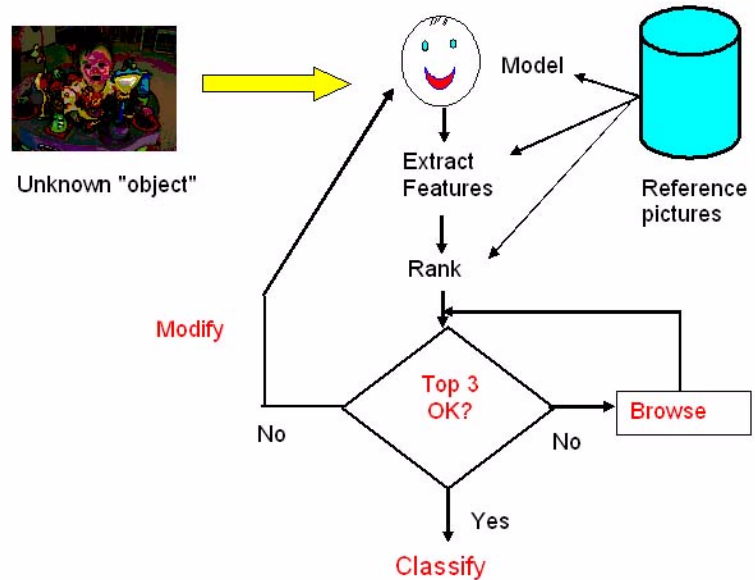 Unknown "object"
Model
Extract
Features
Reference
pictures
Rank
Modify
Top 3
OK?
No
No
Browse
Yes
Classify